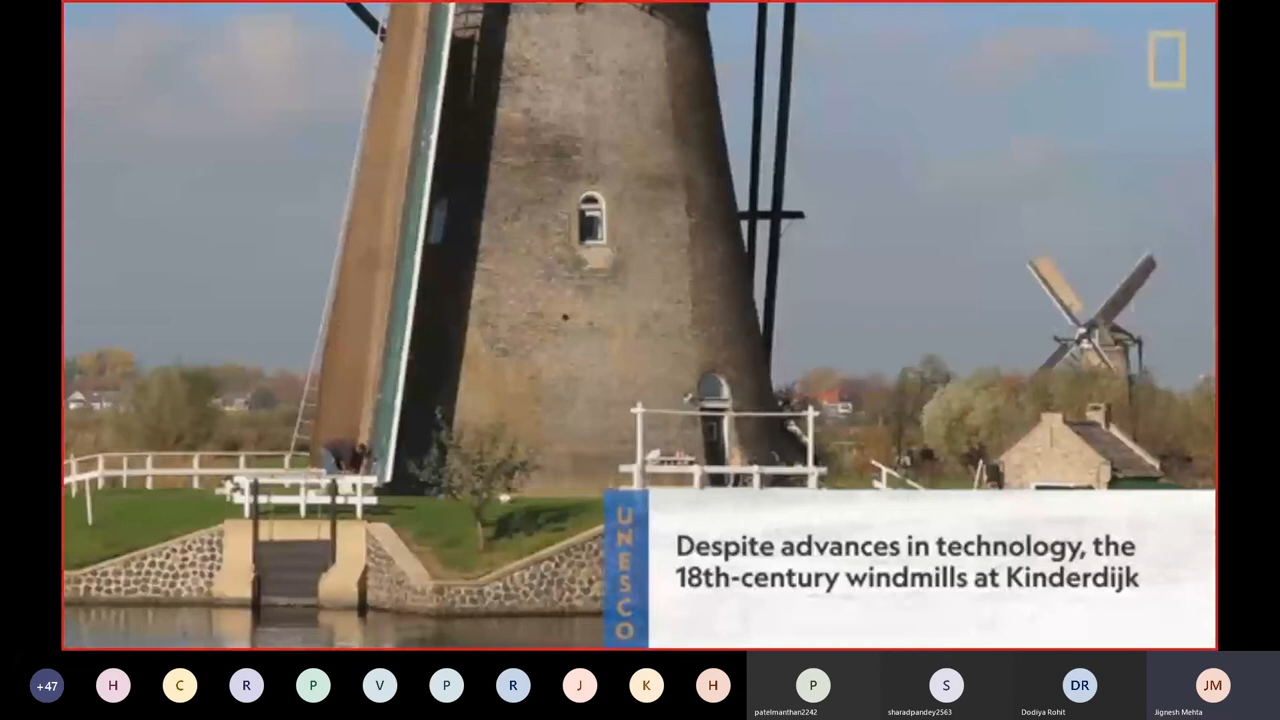 UNESCO
Despite advances in technology, the
18th-century windmills at Kinderdijk
+47
H
C
R
P
V
P
R
J
K
H
P
S
DR
JM
patelmanthan2242
sharadpandey2563
Dodiya Rohit
Jignesh Mehta